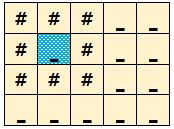 # # # _ _
# _ # _ _
# # # _ _
_ _ _ _ _